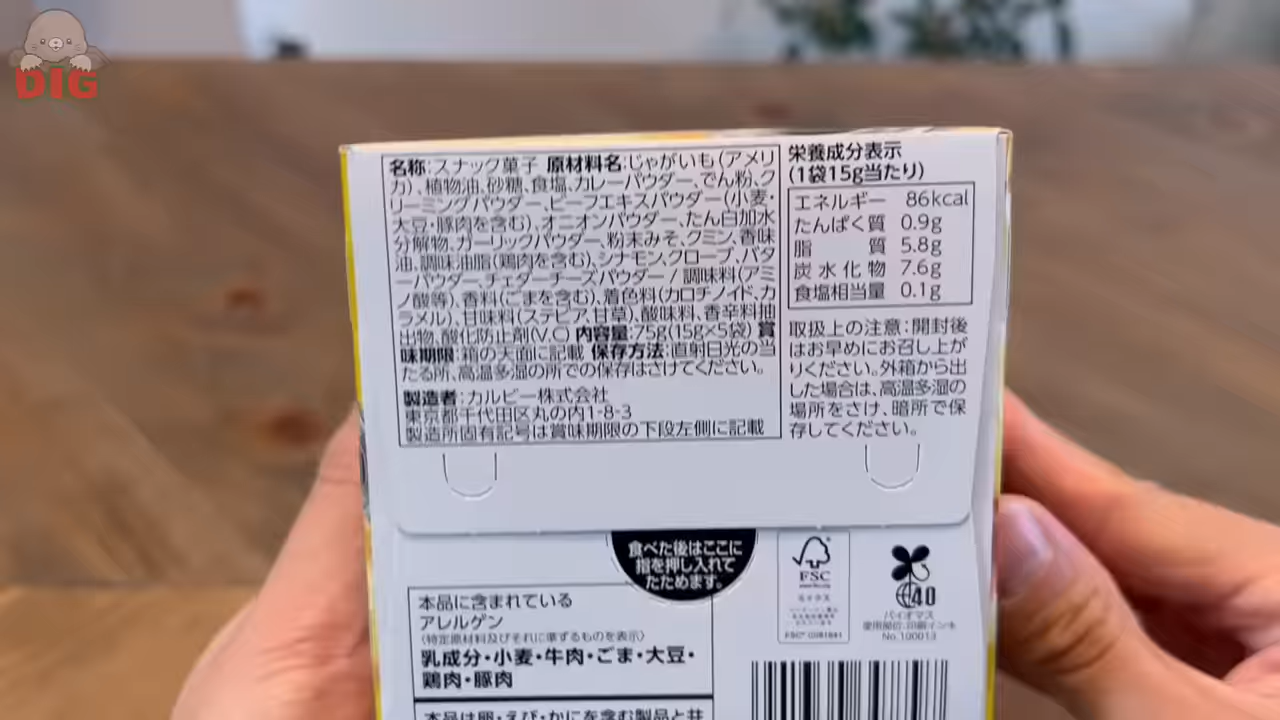 DIG
名称:スナック菓子 原材料名:じゃがいも(アメリ
カ)、植物油、砂糖、食塩、カレーパウダー、でん粉、ク
リーミングパウダー、ビーフエキスパウダー(小麦・
大豆・豚肉を含む)、オニオンパウダー、たん白加水
分解物、ガーリックパウダー、粉末みそ、クミン、香味
油、調味油脂(鶏肉を含む)、シナモン、クローブ、バタ
ーパウダー、チェダーチーズパウダー / 調味料(アミ
ノ酸等)、香料(ごまを含む)、着色料(カロチノイド、カ
ラメル)、甘味料(ステビア、甘草)、酸味料、香辛料抽
出物、酸化防止剤(V.C) 内容量:75g(15g×5袋) 賞
味期限:箱の天面に記載 保存方法:直射日光の当
たる所、高温多湿の所での保存はさけてください。
製造者:カルビー株式会社
東京都千代田区丸の内1-8-3
製造所固有記号は賞味期限の下段左側に記載
栄養成分表示
(1袋15g当たり)
エネルギー 86kcal
たんぱく質 0.9g
脂質 5.8g
炭水化物 7.6g
食塩相当量 0.1g
取扱上の注意:開封後
はお早めにお召し上が
りください。外箱から出
した場合は、高温多湿の
場所をさけ、暗所で保
存してください。
食べた後はここに
指を押し入れて
たためます。
FSC
ミックス
40
バイオマス
No.100013
本品に含まれている
アレルゲン
(特定原材料及びそれに準ずるものを表示)
乳成分・小麦・牛肉・ごま・大豆・
鶏肉・豚肉
本品は卵・えび・かにを含む製品と共